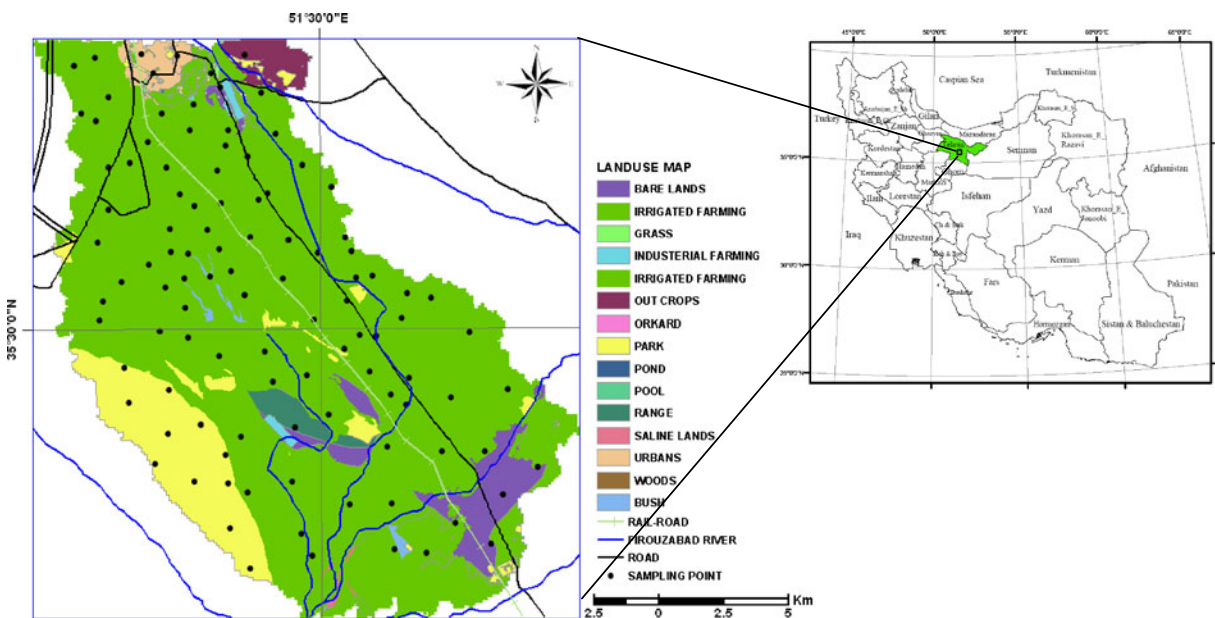 51°30'0"E
35°30'0"N
N
W
E
S
LANDUSE MAP
BARE LANDS
IRRIGATED FARMING
GRASS
INDUSTERIAL FARMING
IRRIGATED FARMING
OUT CROPS
ORKARD
PARK
POND
POOL
RANGE
SALINE LANDS
URBANS
WOODS
BUSH
RAIL-ROAD
FIROUZABAD RIVER
ROAD
SAMPLING POINT
2.5 0 2.5 5 Km
Caspian Sea
Turkmenistan
Turkey
Gilan
Zanjan
Mazandaran
Semnan
Khorasan_E_
Razavi
Kordestan
Afghanistan
Ilam
Lorestan
Isfehan
Yazd
Khorasan_E_
Iraq
Khuzestan
Kerman
Fars
Pakistan
Hormozgan
Sistan & Baluchestan